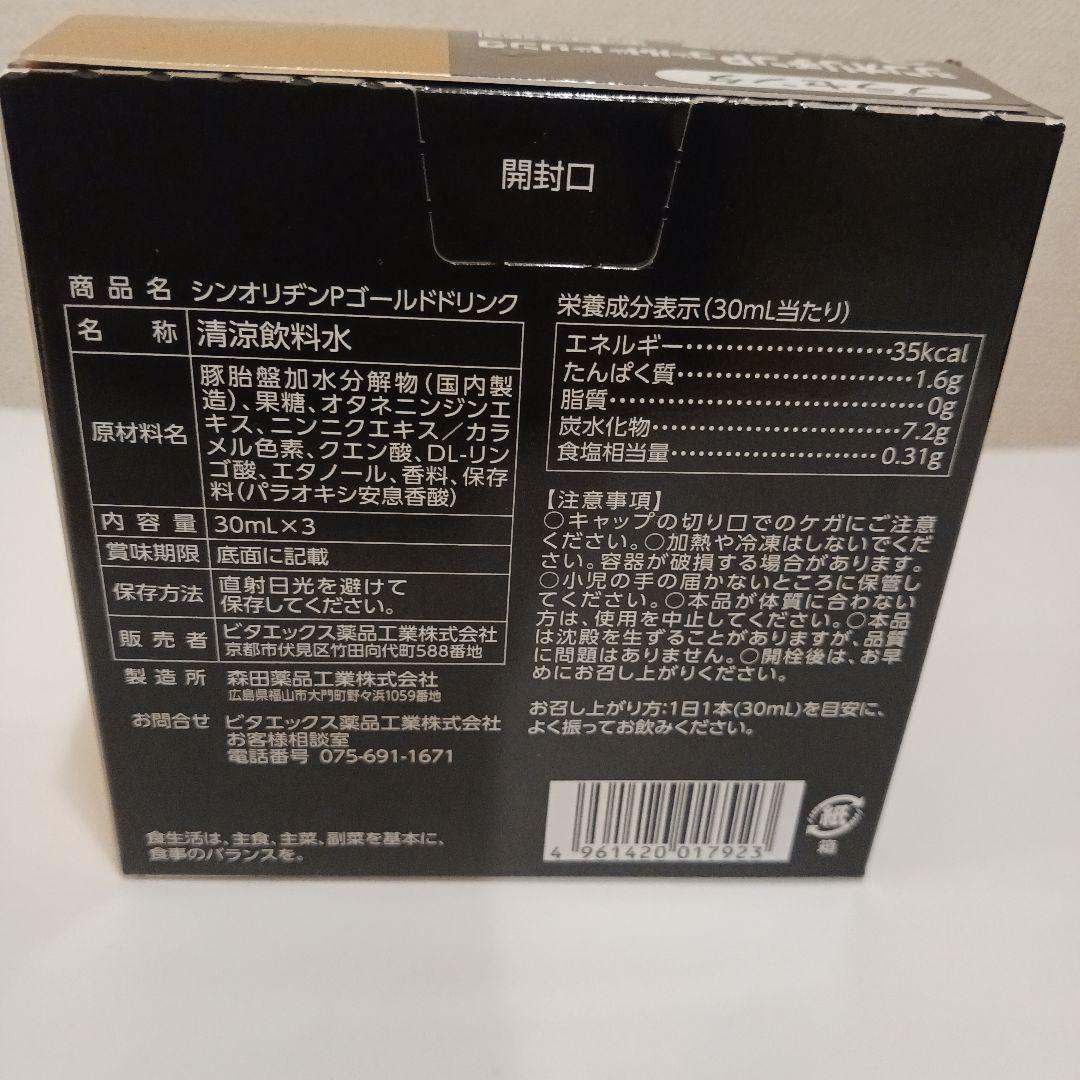 プラセンタ
シンオリヂンP ゴールドドリンク
開封口
商品名 シンオリヂンPゴールドドリンク
名称 清涼飲料水
原材料名 豚胎盤加水分解物(国内製
造)、果糖、オタネニンジンエ
キス、ニンニクエキス/カラ
メル色素、クエン酸、DL-リン
ゴ酸、エタノール、香料、保存
料(パラオキシ安息香酸)
内容量 30mL×3
賞味期限 底面に記載
保存方法 直射日光を避けて
保存してください。
販売者 ビタエックス薬品工業株式会社
京都市伏見区竹田向代町588番地
製造所 森田薬品工業株式会社
広島県福山市大門町野々浜1059番地
お問合せ ビタエックス薬品工業株式会社
お客様相談室
電話番号 075-691-1671
食生活は、主食、主菜、副菜を基本に、
食事のバランスを。
栄養成分表示(30mL当たり)
エネルギー…………………35kcal
たんぱく質…………………1.6g
脂質…………………0g
炭水化物…………………7.2g
食塩相当量…………………0.31g
【注意事項】
○キャップの切り口でのケガにご注意
ください。○加熱や冷凍はしないでくだ
さい。容器が破損する場合があります。
○小児の手の届かないところに保管し
てください。○本品が体質に合わない
方は、使用を中止してください。○本品
は沈殿を生ずることがありますが、品質
に問題はありません。○開栓後は、お早
めにお召し上がりください。
お召し上がり方:1日1本(30mL)を目安に、
よく振ってお飲みください。
4 961420 017923
紙
箱